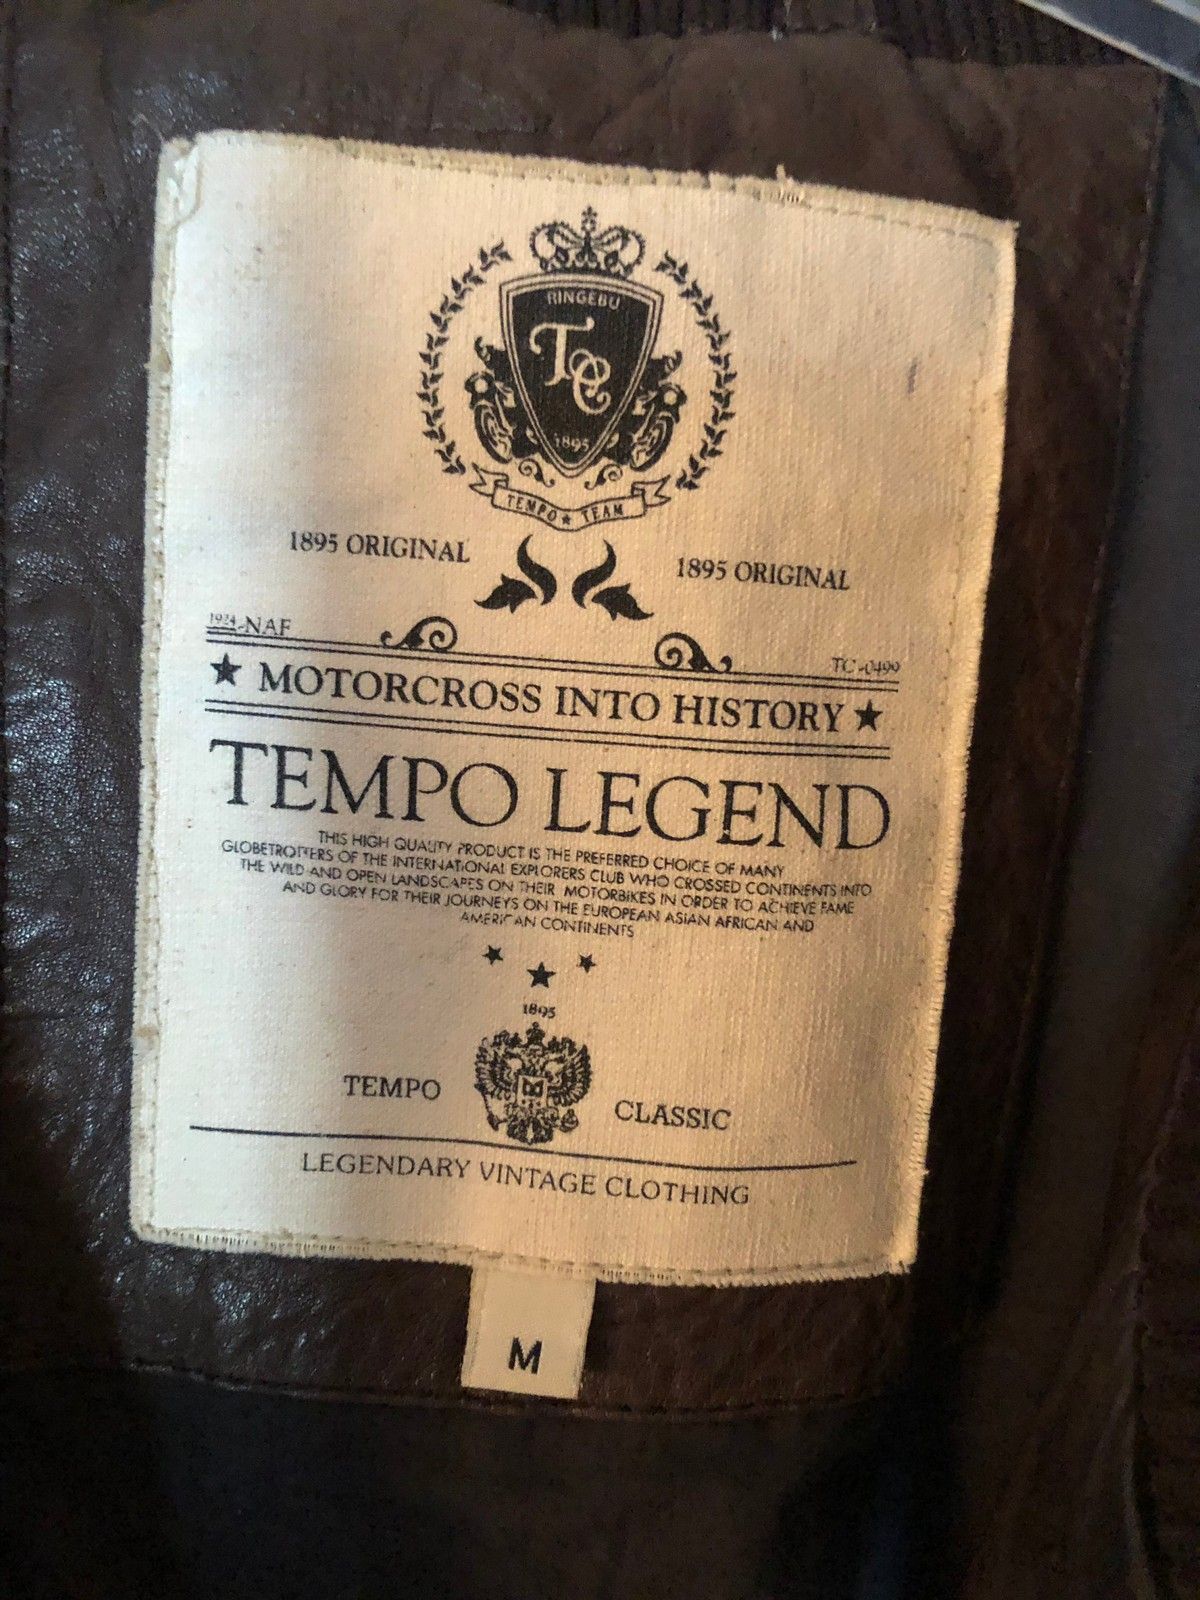 RINGEBU
TC
1895
TEMPO ★ TEAM
1895 ORIGINAL
1895 ORIGINAL
1924-NAF
TC-0499
★ MOTORCROSS INTO HISTORY ★
TEMPO LEGEND
THIS HIGH QUALITY PRODUCT IS THE PREFERRED CHOICE OF MANY
GLOBETROTTERS OF THE INTERNATIONAL EXPLORERS CLUB WHO CROSSED CONTINENTS INTO
THE WILD AND OPEN LANDSCAPES ON THEIR MOTORBIKES IN ORDER TO ACHIEVE FAME
AND GLORY FOR THEIR JOURNEYS ON THE EUROPEAN ASIAN AFRICAN AND
AMERICAN CONTINENTS
1895
TEMPO
CLASSIC
LEGENDARY VINTAGE CLOTHING
M